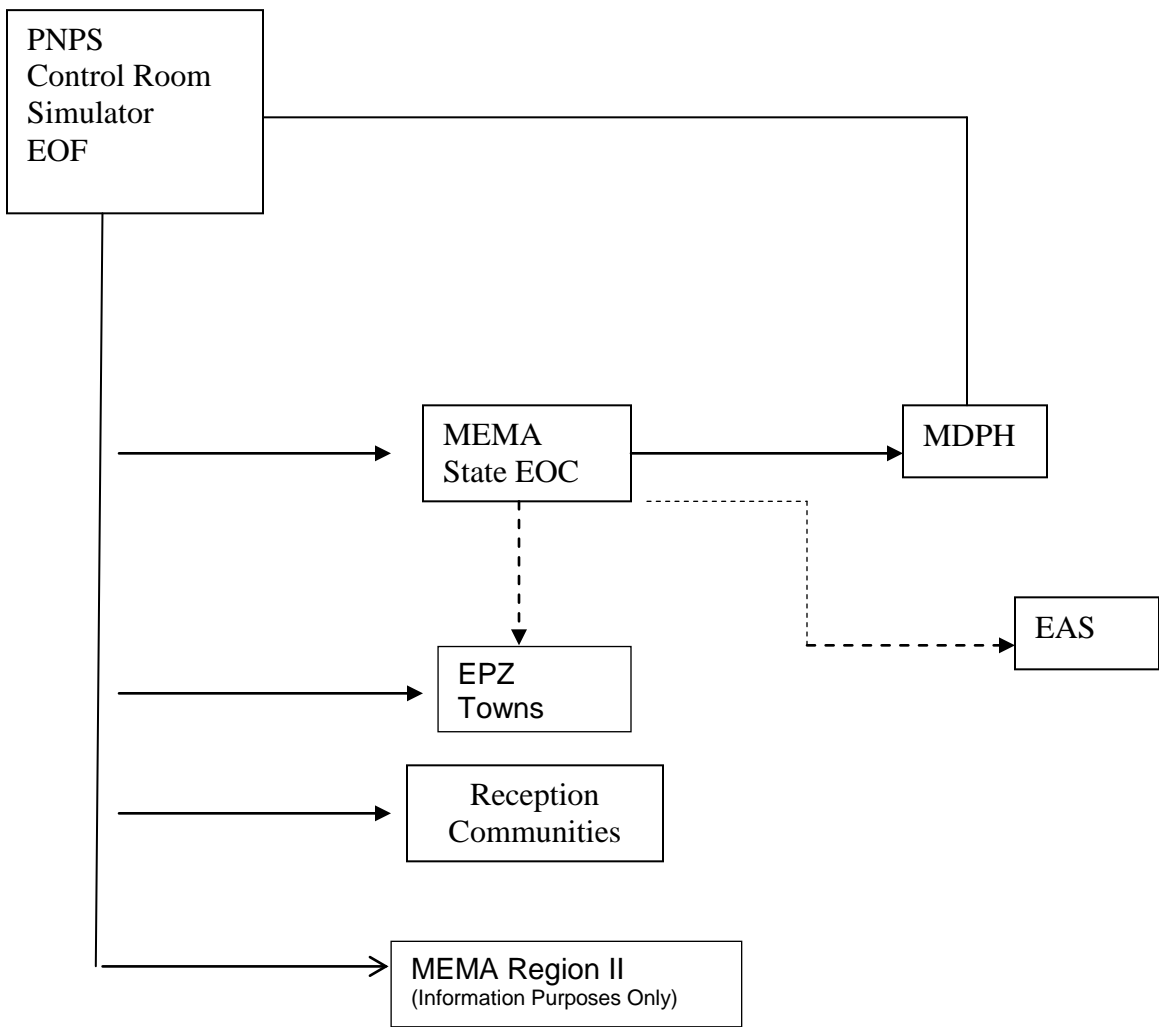 PNPS
Control Room
Simulator
EOF
MEMA
State EOC
MDPH
EAS
EPZ
Towns
Reception
Communities
MEMA Region II
(Information Purposes Only)